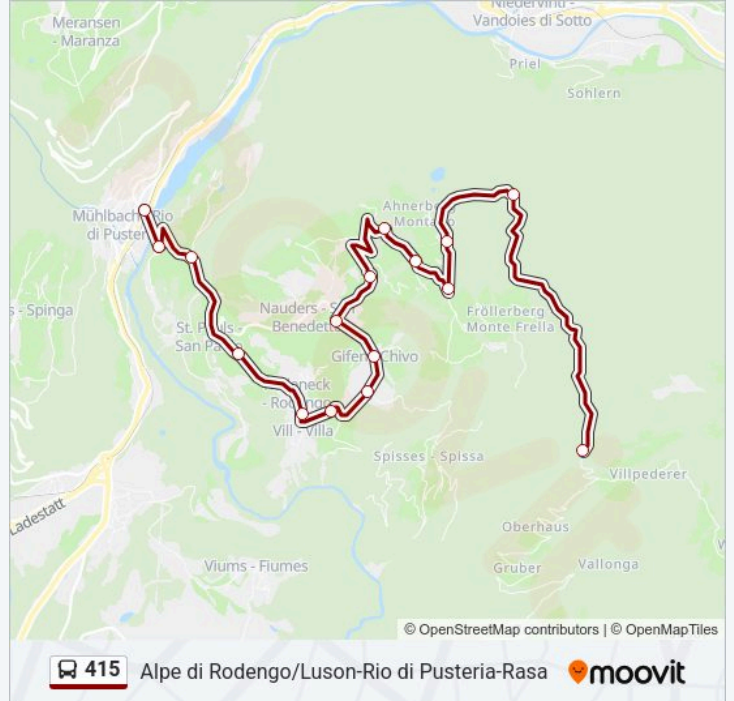 Niedervintl -
Vandoies di Sotto
Meransen
- Maranza
Priel
Sohlern
Mühlbach Rio
di Puster
Ahnerb
Monta
s - Spinga
Nauders - S
Benedett
Fröllerberg
Monte Frella
St. Pauls -
San Pa
Gifen Chivo
eneck
- Rodengo
Vill - Villa
Spisses - Spissa
Villpederer
Ladestatt
Oberhaus
Viums - Fiumes
Gruber
Vallonga
© OpenStreetMap contributors | © OpenMapTiles
415 Alpe di Rodengo/Luson-Rio di Pusteria-Rasa moovit